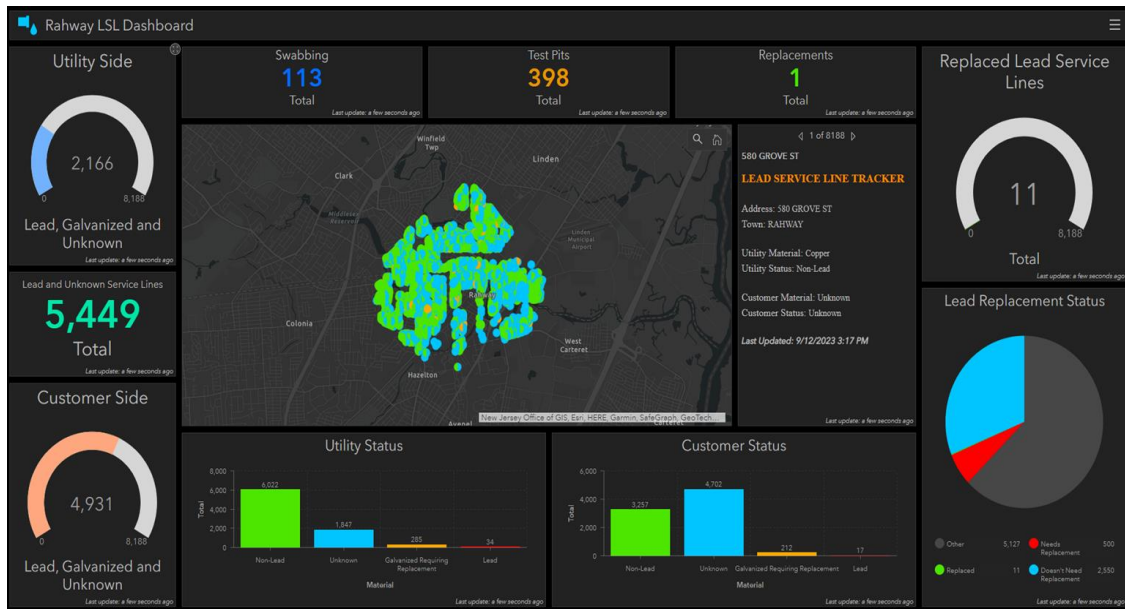 Rahway LSL Dashboard
Utility Side
2,166
0
8,188
Lead, Galvanized and
Unknown
Last update: a few seconds ago
Lead and Unknown Service Lines
5,449
Total
Last update: a few seconds ago
Customer Side
4,931
0
8,188
Lead, Galvanized and
Unknown
Last update: a few seconds ago
Swabbing
113
Total
Last update: a few seconds ago
Test Pits
398
Total
Last update: a few seconds ago
Replacements
1
Total
Last update: a few seconds ago
Winfield
Twp
Linden
Clark
Middlesex
Reservoir
Linden
Municipal
Airport
Rahway
Colonia
West
Carteret
Hazelton
Avenel
Carteret
New Jersey Office of GIS, Esri, HERE, Garmin, SafeGraph, GeoTech...
1 of 8188
580 GROVE ST
LEAD SERVICE LINE TRACKER
Address: 580 GROVE ST
Town: RAHWAY
Utility Material: Copper
Utility Status: Non-Lead
Customer Material: Unknown
Customer Status: Unknown
Last Updated: 9/12/2023 3:17 PM
Last update: a few seconds ago
Utility Status
Total
8,000
6,000
4,000
2,000
0
6,022
1,847
285
34
Non-Lead
Unknown
Galvanized Requiring
Replacement
Lead
Material
Last update: a few seconds ago
Customer Status
Total
6,000
4,000
2,000
0
3,257
4,702
212
17
Non-Lead
Unknown
Galvanized Requiring Replacement
Lead
Material
Last update: a few seconds ago
Replaced Lead Service
Lines
11
0
8,188
Total
Last update: a few seconds ago
Lead Replacement Status
Other 5,127
Needs
Replacement 500
Replaced 11
Doesn't Need
Replacement 2,550
Last update: a few seconds ago